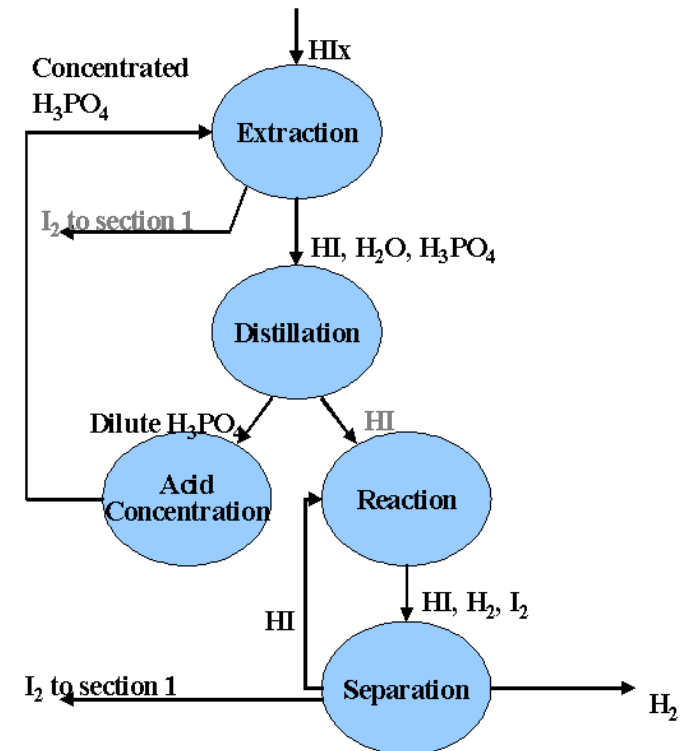 HIx
Concentrated
H₃PO₄
Extraction
I₂ to section 1
HI, H₂O, H₃PO₄
Distillation
Dilute H₃PO₄
HI
Acid
Concentration
Reaction
HI, H₂, I₂
HI
I₂ to section 1
Separation
H₂